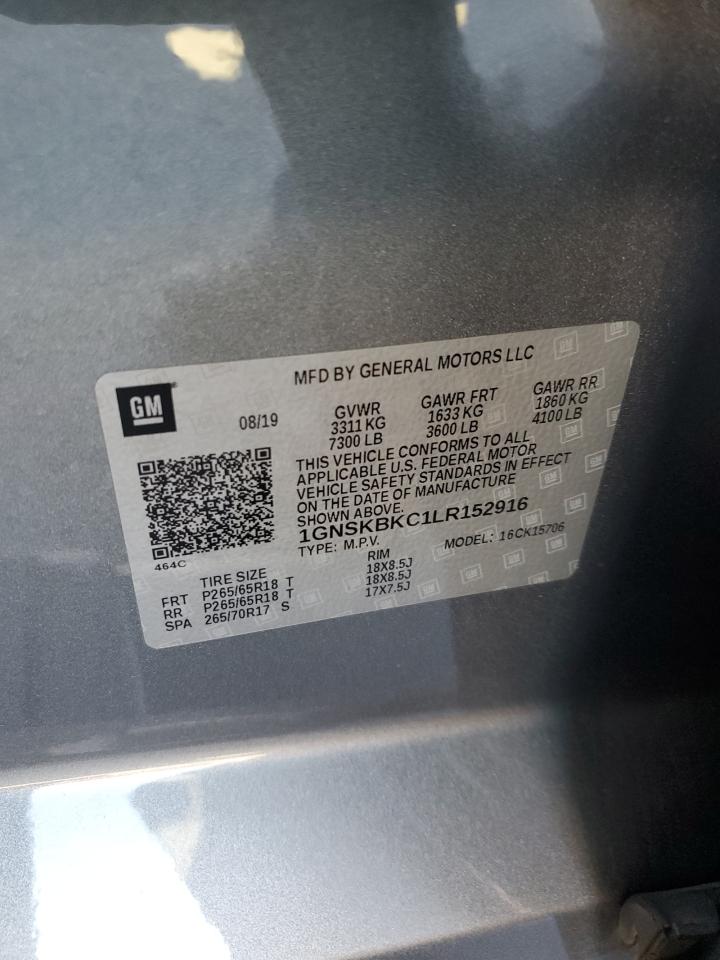 MFD BY GENERAL MOTORS LLC
GM
08/19
GVWR GAWR FRT GAWR RR
3311 KG 1633 KG 1860 KG
7300 LB 3600 LB 4100 LB
THIS VEHICLE CONFORMS TO ALL
APPLICABLE U.S. FEDERAL MOTOR
VEHICLE SAFETY STANDARDS IN EFFECT
ON THE DATE OF MANUFACTURE
SHOWN ABOVE.
1GNSKBKC1LR152916
TYPE: M.P.V. MODEL: 16CK15706
464C
TIRE SIZE RIM
FRT P265/65R18 T 18X8.5J
RR P265/65R18 T 18X8.5J
SPA 265/70R17 S 17X7.5J